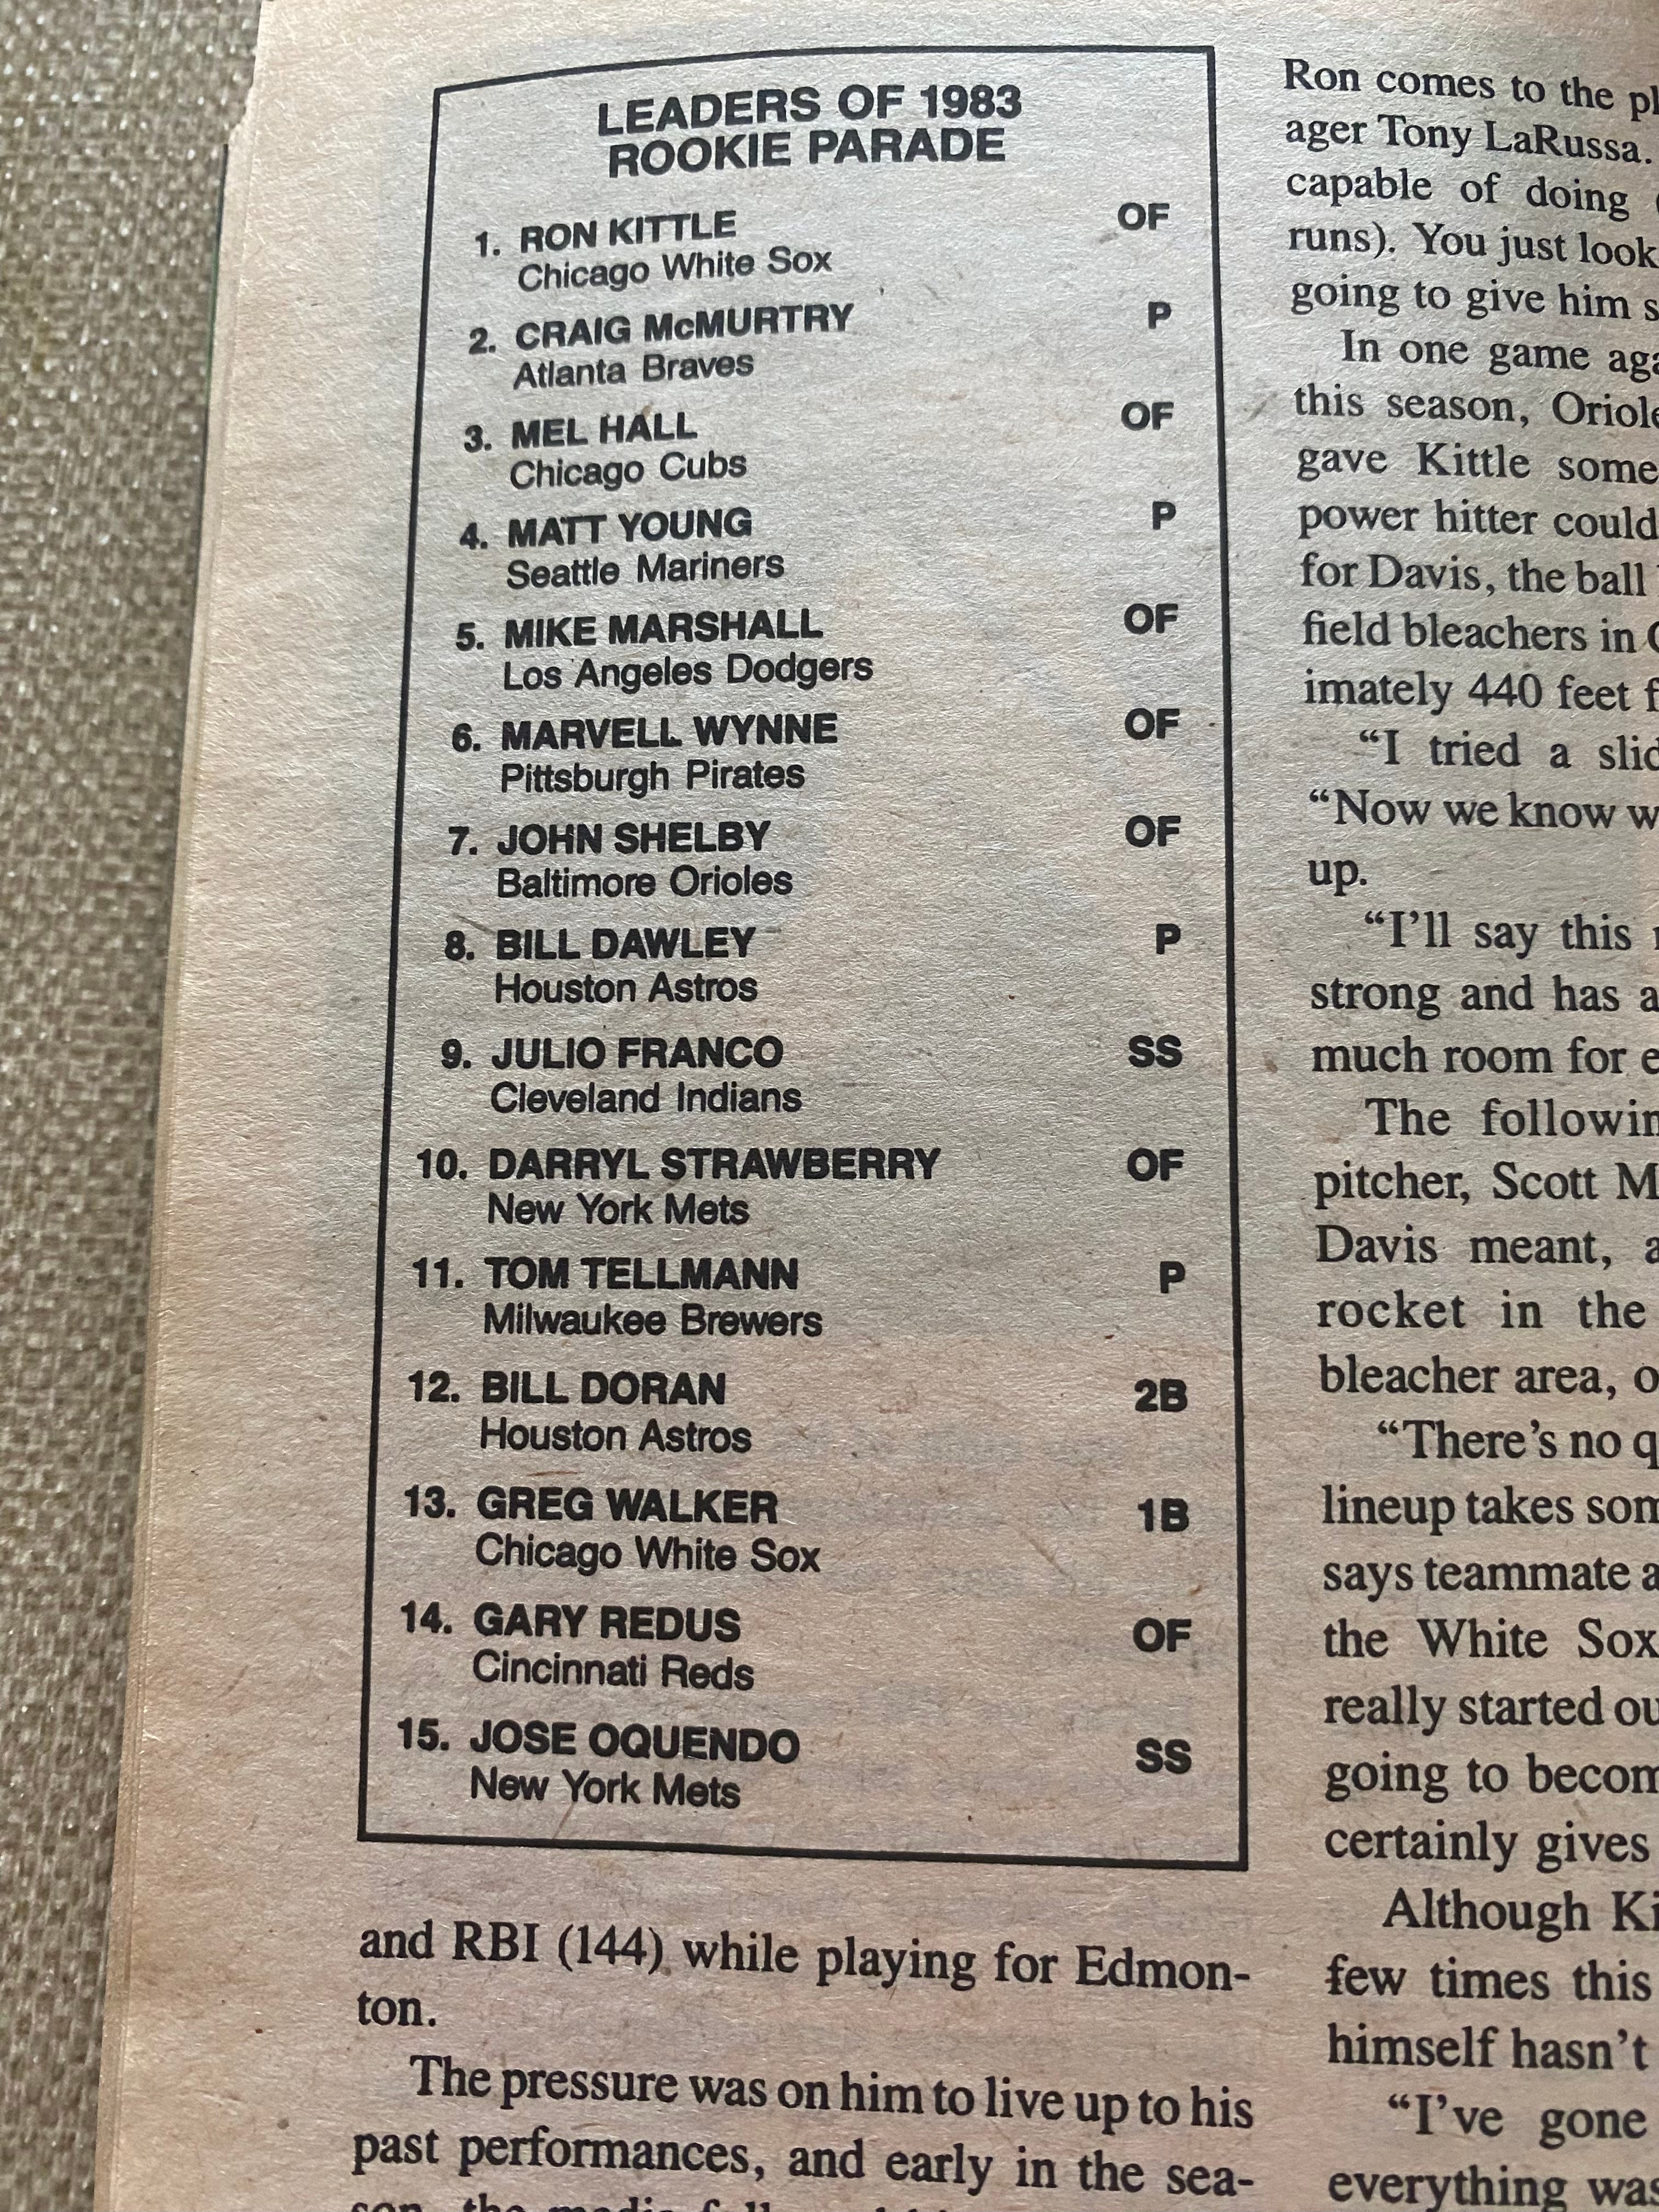 LEADERS OF 1983
ROOKIE PARADE
1. RON KITTLE OF
Chicago White Sox
2. CRAIG McMURTRY P
Atlanta Braves
3. MEL HALL OF
Chicago Cubs
4. MATT YOUNG P
Seattle Mariners
5. MIKE MARSHALL OF
Los Angeles Dodgers
6. MARVELL WYNNE OF
Pittsburgh Pirates
7. JOHN SHELBY OF
Baltimore Orioles
8. BILL DAWLEY P
Houston Astros
9. JULIO FRANCO SS
Cleveland Indians
10. DARRYL STRAWBERRY OF
New York Mets
11. TOM TELLMANN P
Milwaukee Brewers
12. BILL DORAN 2B
Houston Astros
13. GREG WALKER 1B
Chicago White Sox
14. GARY REDUS OF
Cincinnati Reds
15. JOSE OQUENDO SS
New York Mets
and RBI (144) while playing for Edmon-
ton.
The pressure was on him to live up to his
past performances, and early in the sea-
Ron comes to the
ager Tony LaRussa.
capable of doing
runs). You just look
going to give him
In one game
this season,
gave Kittle some
power hitter could
for Davis, the ball
field bleachers in
imately 440 feet
“I tried a
“Now we know
up.
“I’ll say this
strong and has
much room for
The
pitcher, Scott
Davis meant,
rocket in the
bleacher area,
“There’s no
lineup takes
says teammate
the White Sox
really started
going to
certainly gives
Although
few times this
himself hasn’t
“I’ve gone
everything